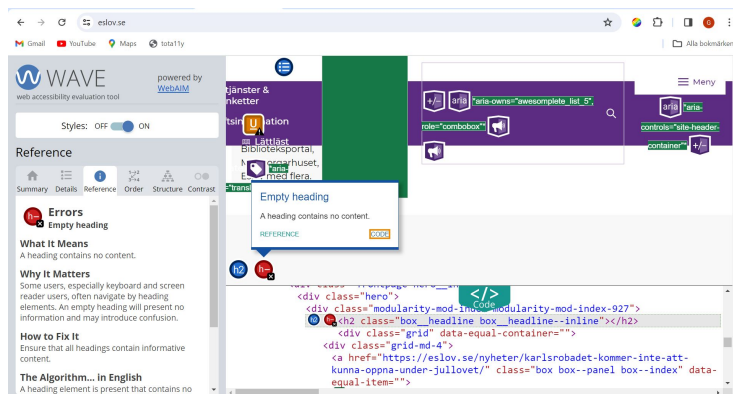 eslov.se
G
Gmail
YouTube
Maps
tota11y
Alla bokmärken
WAVE
web accessibility evaluation tool
powered by
WebAIM
Styles: OFF ON
Reference
Summary Details Reference Order Structure Contrast
h-
Errors
Empty heading
What It Means
A heading contains no content.
Why It Matters
Some users, especially keyboard and screen
reader users, often navigate by heading
elements. An empty heading will present no
information and may introduce confusion.
How to Fix It
Ensure that all headings contain informative
content.
The Algorithm... in English
A heading element is present that contains no
tjänster &
nketter
U
Lättläst
Biblioteksportal,
med flera.
*"aria-
Empty heading
A heading contains no content.
REFERENCE CODE
h2 h-
+/- aria *"aria-owns="awesomplete_list_5",
role="combobox"*
Meny
aria *"aria-
controls="site-header-
container"* +/-
</>
Code
<div class="hero">
<div class="modularity-mod-index modularity-mod-index-927">
h2 h- <h2 class="box__headline box__headline--inline"></h2>
<div class="grid" data-equal-container="">
<div class="grid-md-4">
<a href="https://eslov.se/nyheter/karlsrobadet-kommer-inte-att-
kunna-oppna-under-jullovet/" class="box box--panel box--index" data-
equal-item="">